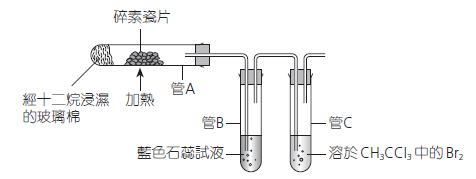 碎素瓷片
經十二烷浸濕
的玻璃棉
加熱
管A
管B
管C
藍色石蕊試液
溶於 CH₃CCl₃ 中的 Br₂